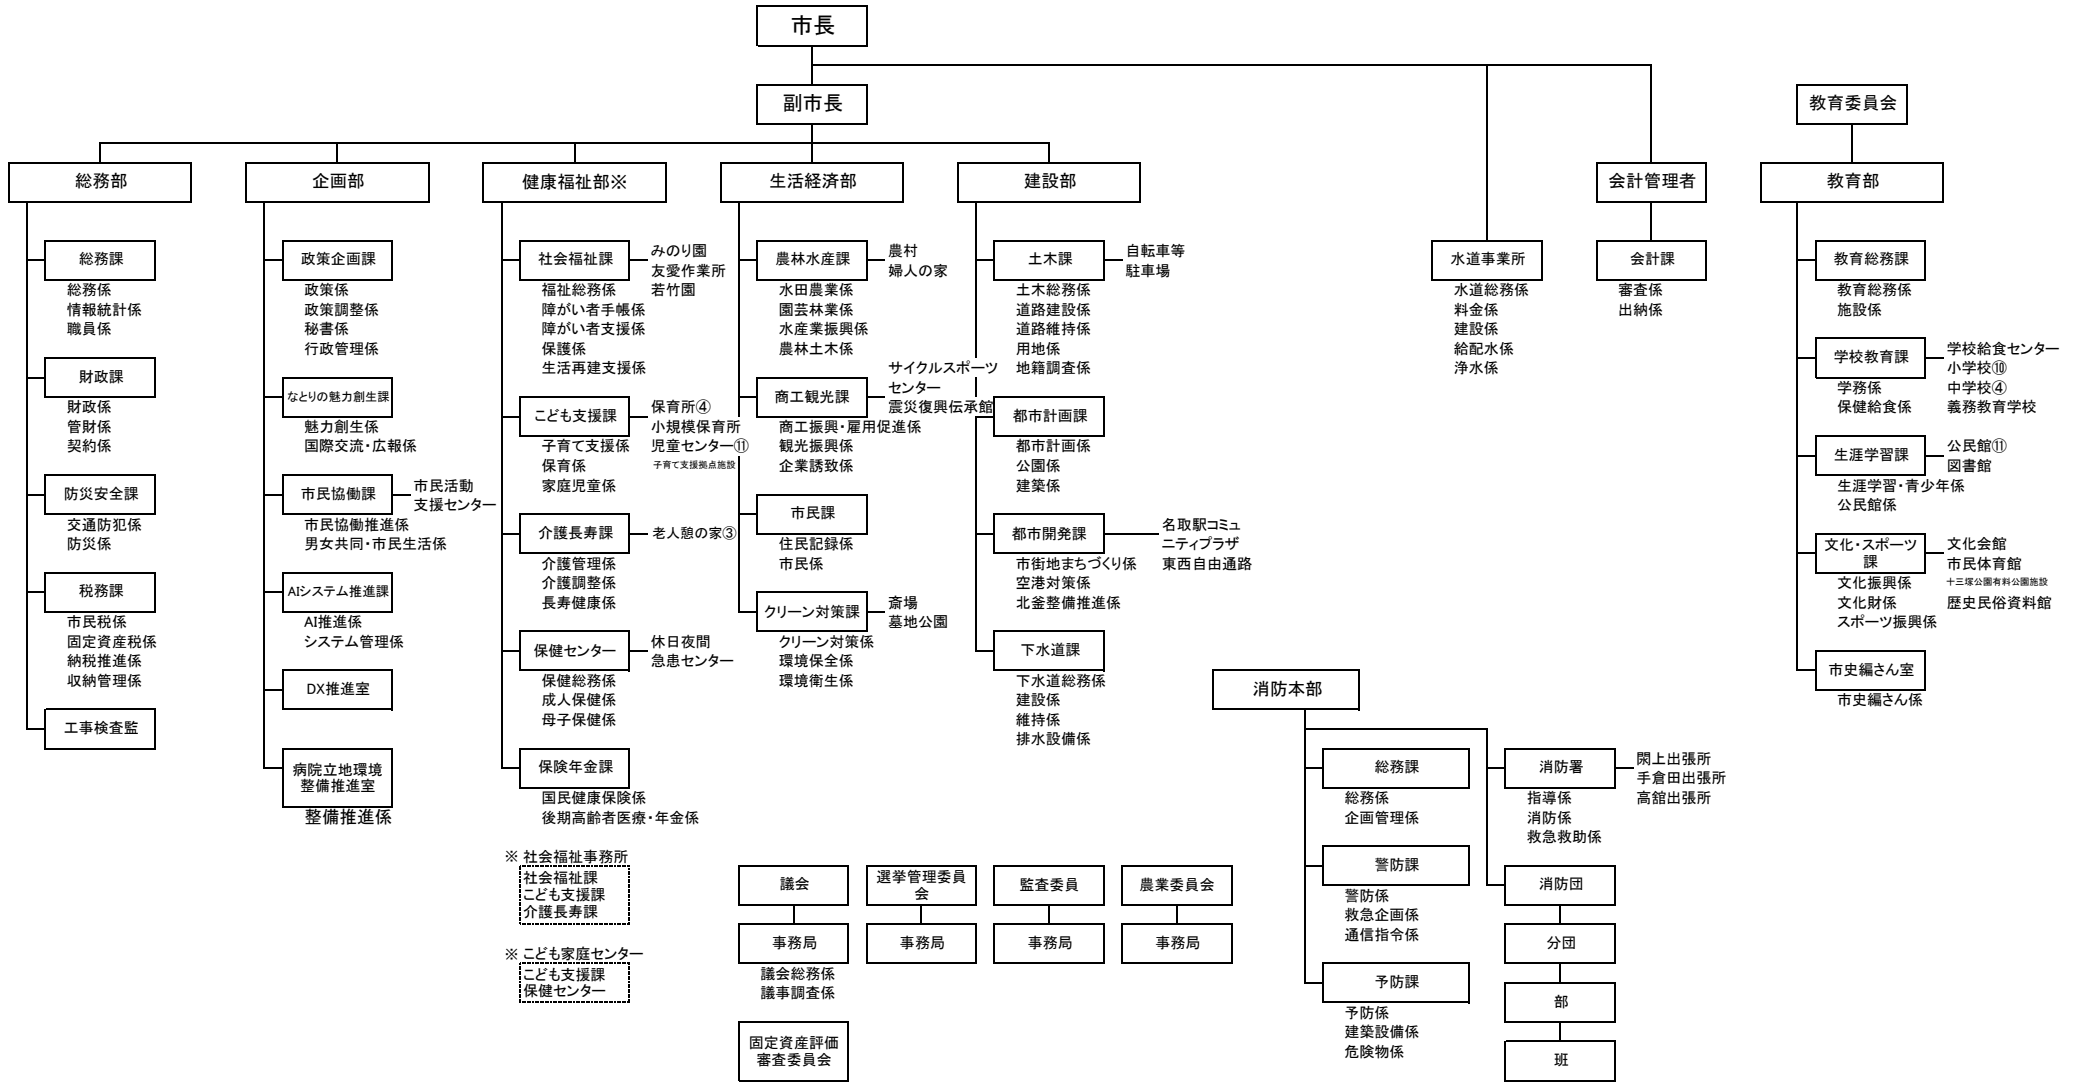 市長
副市長
教育委員会
総務部
総務課
総務係
情報統計係
職員係
財政課
財政係
管財係
契約係
防災安全課
交通防犯係
防災係
税務課
市民税係
固定資産税係
納税推進係
収納管理係
工事検査監
企画部
政策企画課
政策係
政策調整係
秘書係
行政管理係
なとりの魅力創生課
魅力創生係
国際交流・広報係
市民協働課
市民活動
支援センター
市民協働推進係
男女共同・市民生活係
AIシステム推進課
AI推進係
システム管理係
DX推進室
病院立地環境
整備推進室
整備推進係
健康福祉部※
社会福祉課
みのり園
友愛作業所
若竹園
福祉総務係
障がい者手帳係
障がい者支援係
保護係
生活再建支援係
こども支援課
保育所④
小規模保育所
児童センター⑪
子育て支援拠点施設
子育て支援係
保育係
家庭児童係
介護長寿課
老人憩の家③
介護管理係
介護調整係
長寿健康係
保健センター
休日夜間
急患センター
保健総務係
成人保健係
母子保健係
保険年金課
国民健康保険係
後期高齢者医療・年金係
※ 社会福祉事務所
社会福祉課
こども支援課
介護長寿課
※ こども家庭センター
こども支援課
保健センター
生活経済部
農林水産課
農村
婦人の家
水田農業係
園芸林業係
水産業振興係
農林土木係
商工観光課
サイクルスポーツ
センター
震災復興伝承館
商工振興・雇用促進係
観光振興係
企業誘致係
市民課
住民記録係
市民係
クリーン対策課
斎場
墓地公園
クリーン対策係
環境保全係
環境衛生係
建設部
土木課
自転車等
駐車場
土木総務係
道路建設係
道路維持係
用地係
地籍調査係
都市計画課
都市計画係
公園係
建築係
都市開発課
名取駅コミュ
ニティプラザ
東西自由通路
市街地まちづくり係
空港対策係
北釜整備推進係
下水道課
下水道総務係
建設係
維持係
排水設備係
水道事業所
水道総務係
料金係
建設係
給配水係
浄水係
会計管理者
会計課
審査係
出納係
教育部
教育総務課
教育総務係
施設係
学校教育課
学校給食センター
小学校⑩
中学校④
義務教育学校
学務係
保健給食係
生涯学習課
公民館⑪
図書館
生涯学習・青少年係
公民館係
文化・スポーツ
課
文化会館
市民体育館
十三塚公園有料公園施設
歴史民俗資料館
文化振興係
文化財係
スポーツ振興係
市史編さん室
市史編さん係
消防本部
総務課
総務係
企画管理係
警防課
警防係
救急企画係
通信指令係
予防課
予防係
建築設備係
危険物係
消防署
閖上出張所
手倉田出張所
高舘出張所
指導係
消防係
救急救助係
消防団
分団
部
班
議会
事務局
議会総務係
議事調査係
選挙管理委員
会
事務局
監査委員
事務局
農業委員会
事務局
固定資産評価
審査委員会